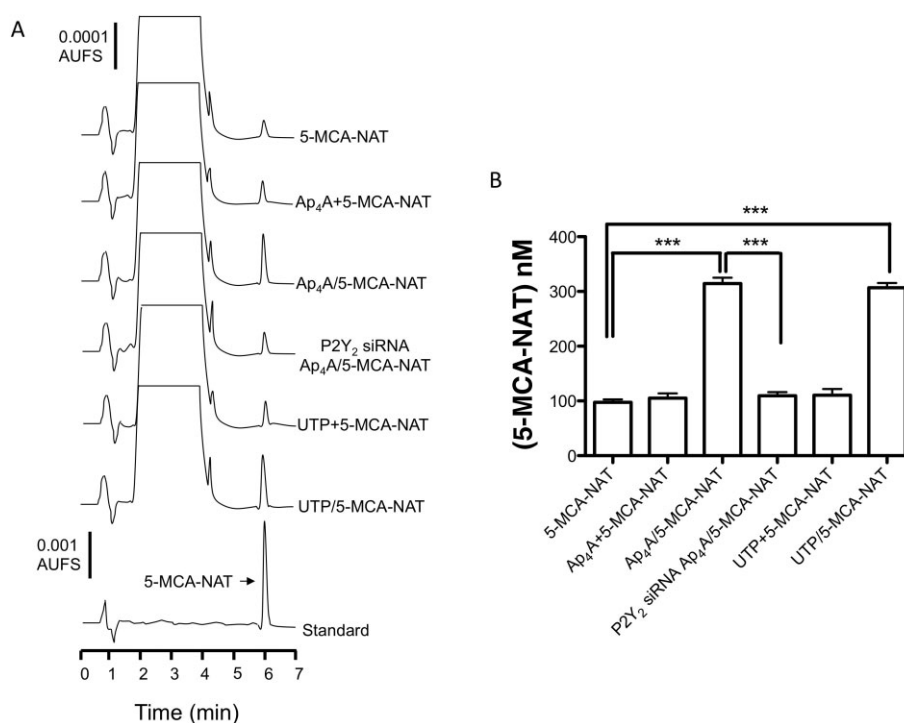 A
0.0001
AUFS
5-MCA-NAT
Ap₄A+5-MCA-NAT
Ap₄A/5-MCA-NAT
P2Y₂ siRNA
Ap₄A/5-MCA-NAT
UTP+5-MCA-NAT
UTP/5-MCA-NAT
0.001
AUFS
5-MCA-NAT
Standard
0 1 2 3 4 5 6 7
Time (min)
B
***
*** ***
(5-MCA-NAT) nM
400
300
200
100
0
5-MCA-NAT
Ap₄A+5-MCA-NAT
Ap₄A/5-MCA-NAT
P2Y₂ siRNA Ap₄A/5-MCA-NAT
UTP+5-MCA-NAT
UTP/5-MCA-NAT